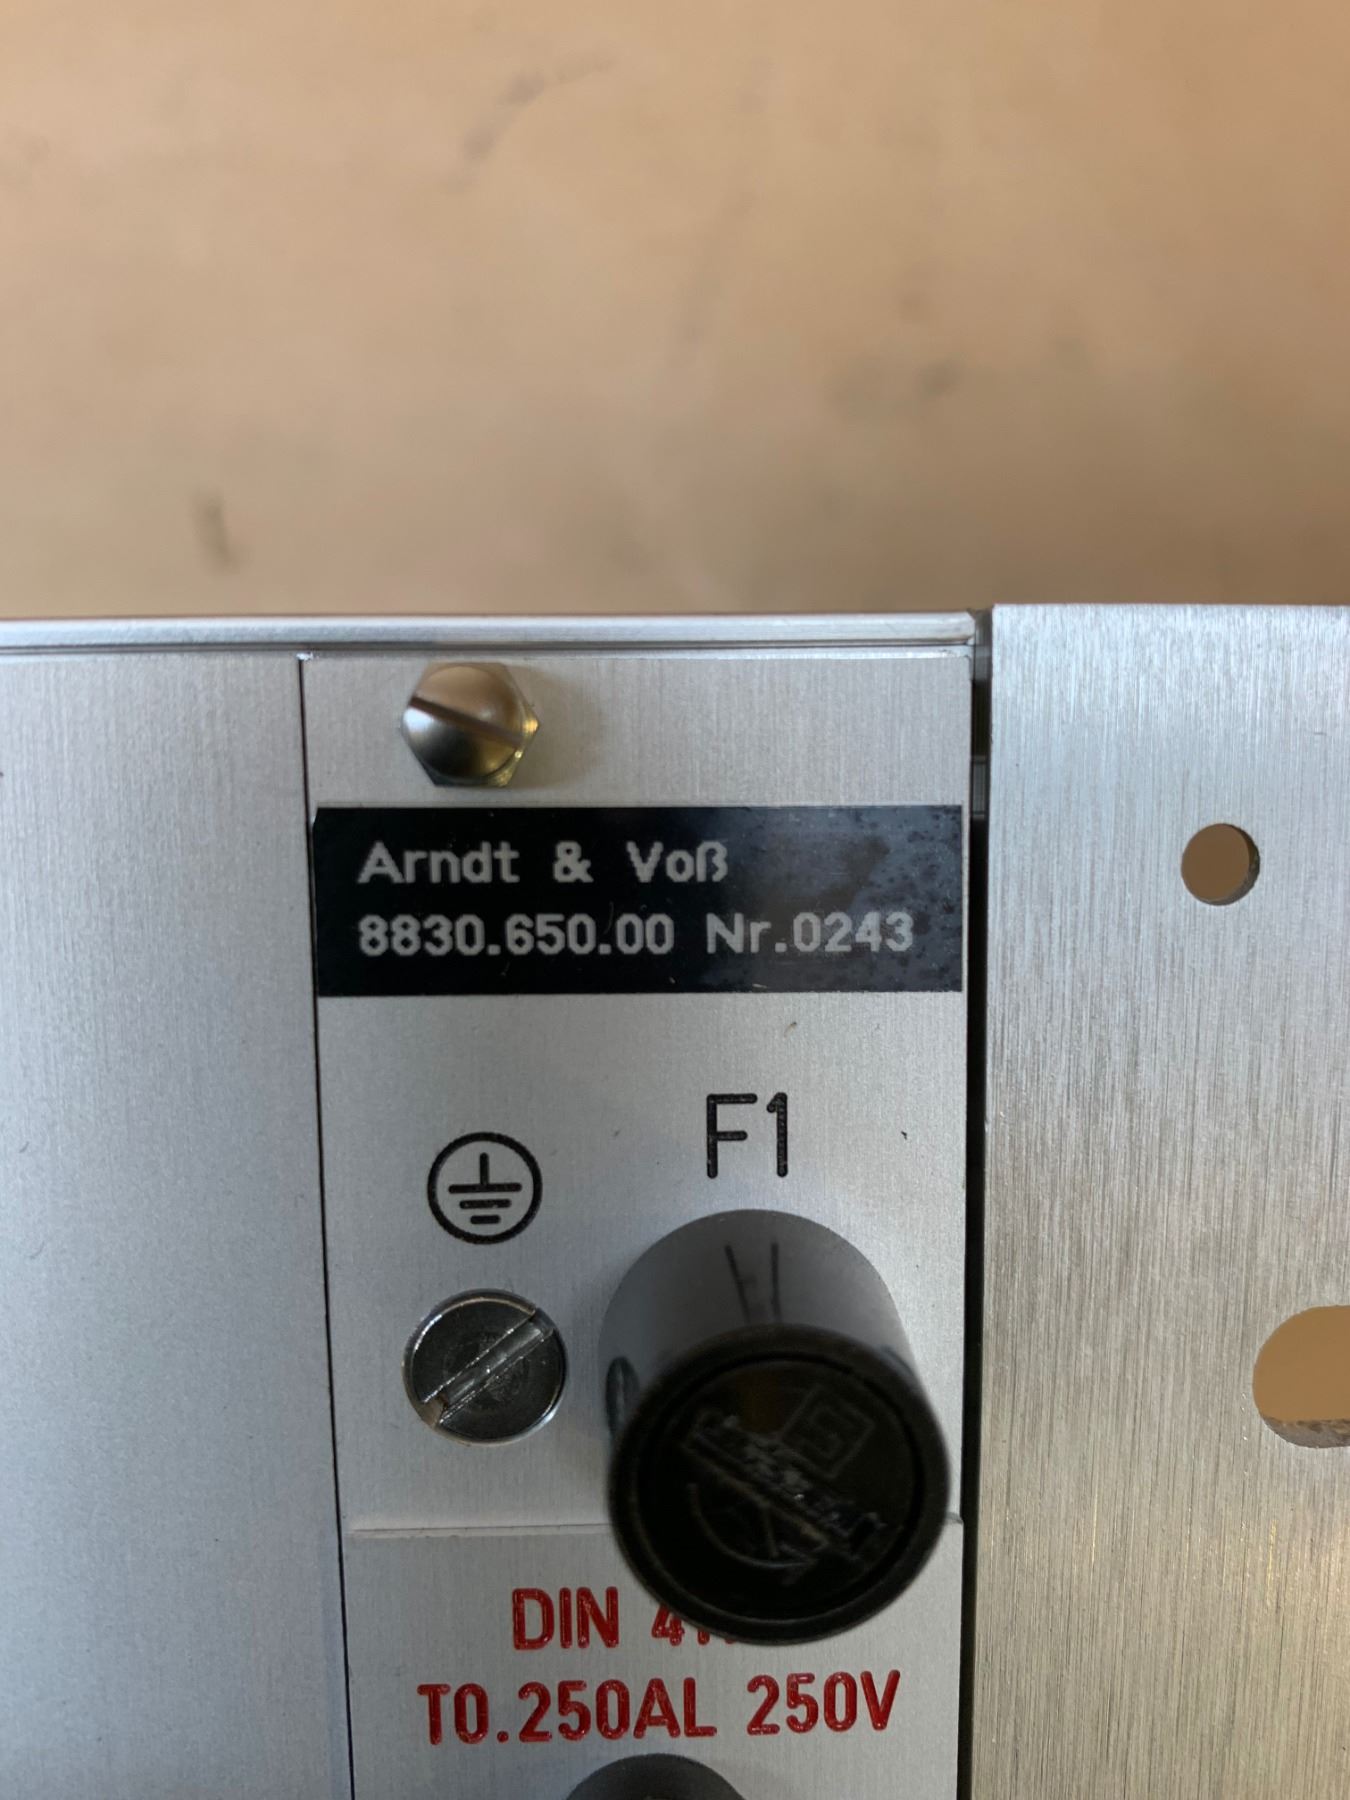 Arndt & Voß
8830.650.00 Nr.0243
F1
DIN
T0.250AL 250V